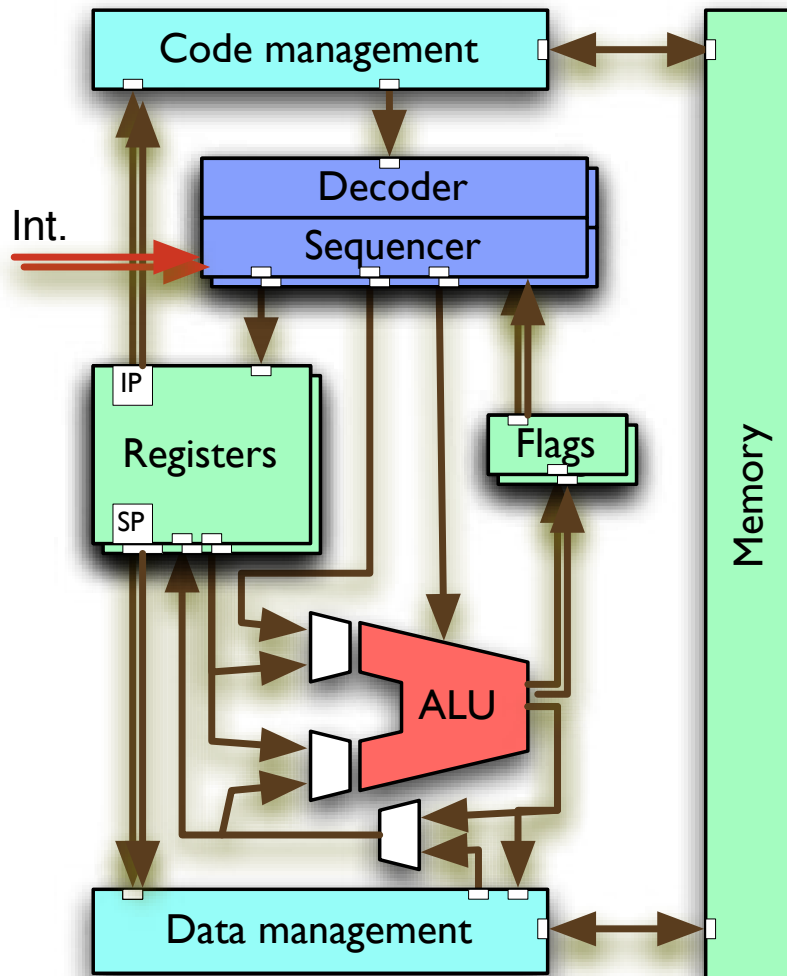 Code management
Decoder
Int.
Sequencer
IP
Registers
Flags
SP
Memory
ALU
Data management